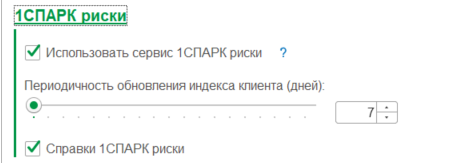 1СПАРК риски
Использовать сервис 1СПАРК риски ?
Периодичность обновления индекса клиента (дней):
7
Справки 1СПАРК риски